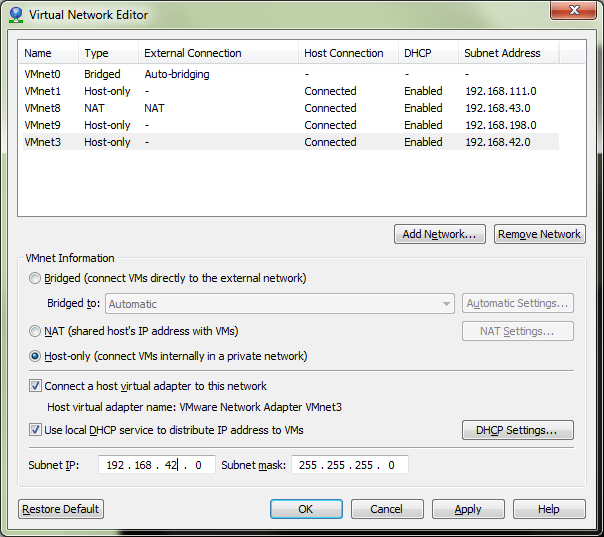 Virtual Network Editor
Name Type External Connection Host Connection DHCP Subnet Address
VMnet0 Bridged Auto-bridging - - -
VMnet1 Host-only - Connected Enabled 192.168.111.0
VMnet8 NAT NAT Connected Enabled 192.168.43.0
VMnet9 Host-only - Connected Enabled 192.168.198.0
VMnet3 Host-only - Connected Enabled 192.168.42.0
Add Network... Remove Network
VMnet Information
Bridged (connect VMs directly to the external network)
Bridged to: Automatic Automatic Settings...
NAT (shared host's IP address with VMs) NAT Settings...
Host-only (connect VMs internally in a private network)
Connect a host virtual adapter to this network
Host virtual adapter name: VMware Network Adapter VMnet3
Use local DHCP service to distribute IP address to VMs DHCP Settings...
Subnet IP: 192 . 168 . 42 . 0 Subnet mask: 255 . 255 . 255 . 0
Restore Default OK Cancel Apply Help